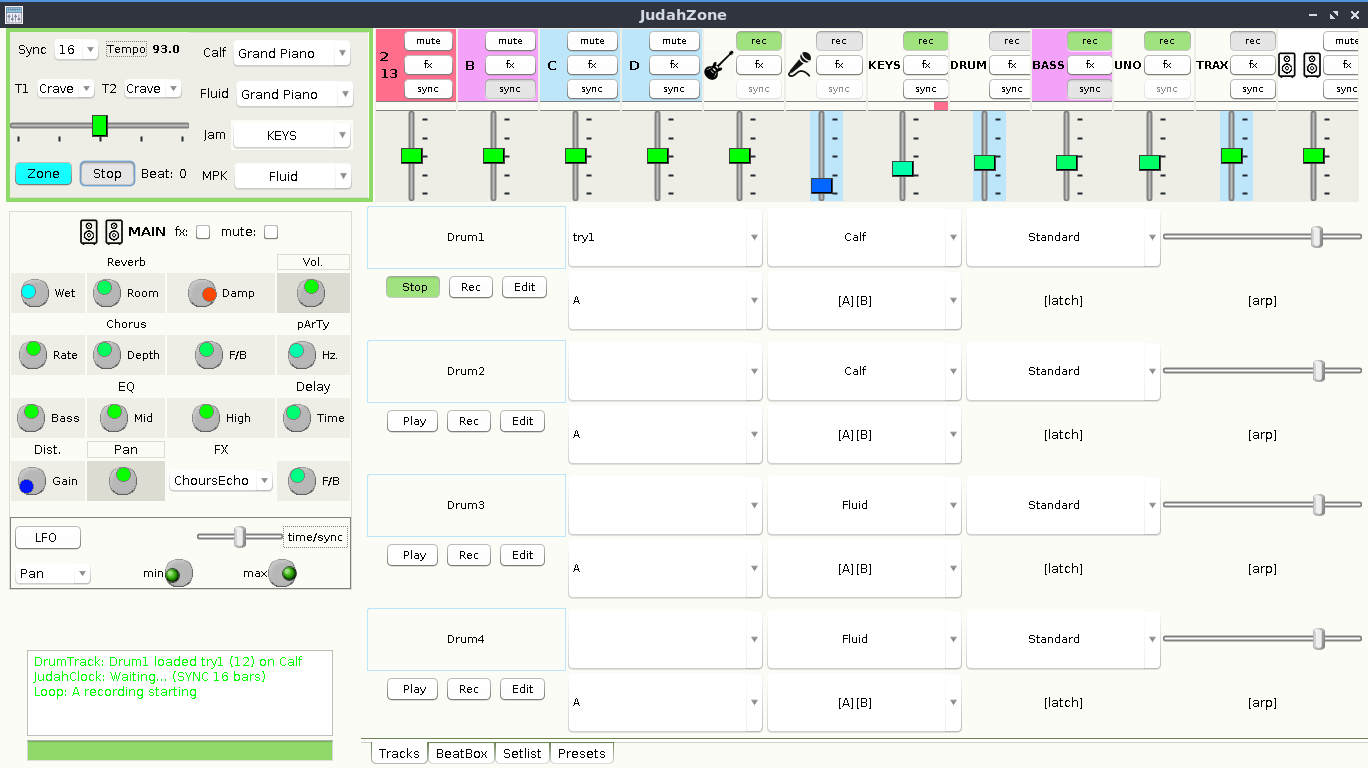 JudahZone
Sync 16 Tempo 93.0 Calf Grand Piano
T1 Crave T2 Crave Fluid Grand Piano
Jam KEYS
Zone Stop Beat: 0 MPK Fluid
mute mute mute mute rec rec rec rec rec rec rec mute
2 13 fx B fx C fx D fx fx fx KEYS fx DRUM fx BASS fx UNO fx TRAX fx fx
sync sync sync sync sync sync sync sync sync sync sync sync
MAIN fx: mute:
Reverb Vol.
Wet Room Damp
Chorus pArTy
Rate Depth F/B Hz.
EQ Delay
Bass Mid High Time
Dist. Pan FX
Gain ChoursEcho F/B
LFO time/sync
Pan min max
DrumTrack: Drum1 loaded try1 (12) on Calf
JudahClock: Waiting... (SYNC 16 bars)
Loop: A recording starting
Drum1 try1 Calf Standard
Stop Rec Edit A [A][B] [latch] [arp]
Drum2 Calf Standard
Play Rec Edit A [A][B] [latch] [arp]
Drum3 Fluid Standard
Play Rec Edit A [A][B] [latch] [arp]
Drum4 Fluid Standard
Play Rec Edit A [A][B] [latch] [arp]
Tracks BeatBox Setlist Presets